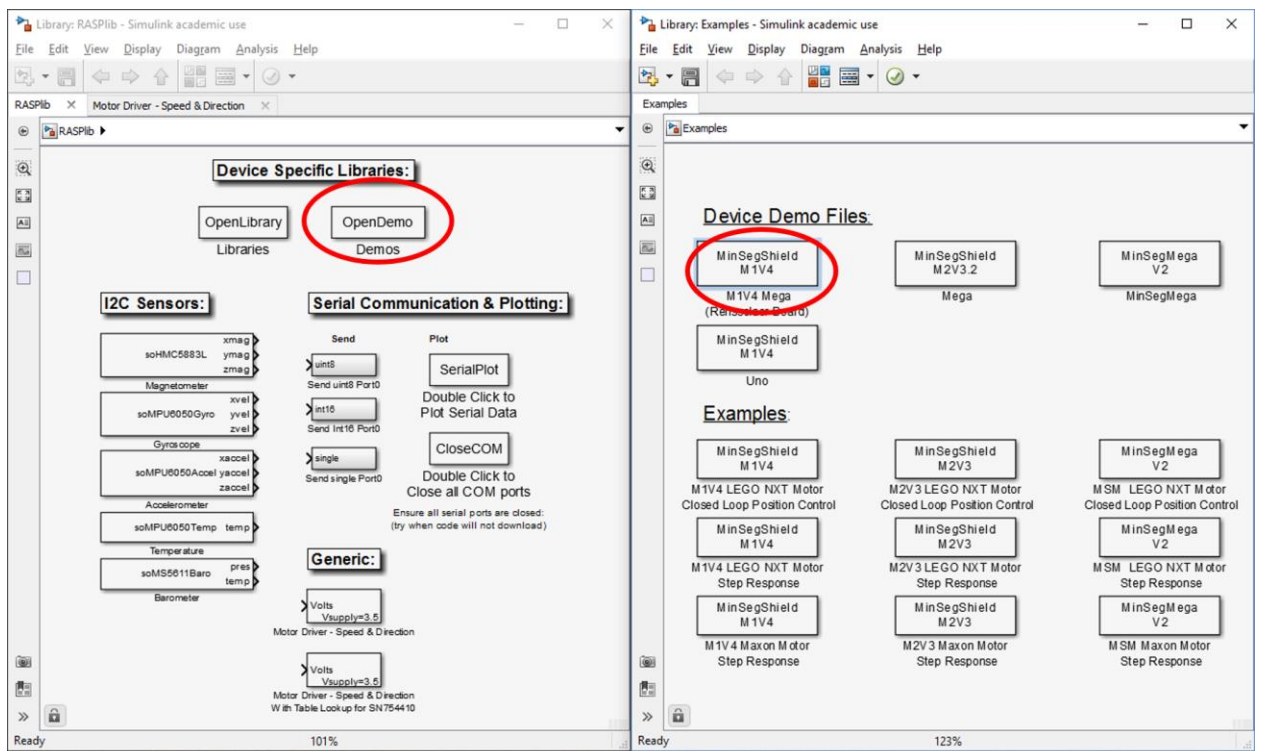 Library: RASPlib - Simulink academic use
File Edit View Display Diagram Analysis Help
RASPlib Motor Driver - Speed & Direction
RASPlib
Device Specific Libraries:
OpenLibrary
Libraries
OpenDemo
Demos
I2C Sensors:
soHMC5883L
xmag
ymag
zmag
Magnetometer
soMPU6050Gyro
xvel
yvel
zvel
Gyroscope
soMPU6050Accel
xaccel
yaccel
zaccel
Accelerometer
soMPU6050Temp temp
Temperature
soMS5611Baro
pres
temp
Barometer
Serial Communication & Plotting:
Send
uint8
Send uint8 Port0
int16
Send Int16 Port0
single
Send single Port0
Plot
SerialPlot
Double Click to
Plot Serial Data
CloseCOM
Double Click to
Close all COM ports
Ensure all serial ports are closed:
(try when code will not download)
Generic:
Volts
Vsupply=3.5
Motor Driver - Speed & Direction
Volts
Vsupply=3.5
Motor Driver - Speed & Direction
With Table Lookup for SN754410
Ready 101%
Library: Examples - Simulink academic use
File Edit View Display Diagram Analysis Help
Examples
Examples
Device Demo Files:
MinSegShield
M1V4
M1V4 Mega
(Rensselaer Board)
MinSegShield
M2V3.2
Mega
MinSegMega
V2
MinSegMega
MinSegShield
M1V4
Uno
Examples:
MinSegShield
M1V4
M1V4 LEGO NXT Motor
Closed Loop Position Control
MinSegShield
M2V3
M2V3 LEGO NXT Motor
Closed Loop Position Control
MinSegMega
V2
MSM LEGO NXT Motor
Closed Loop Position Control
MinSegShield
M1V4
M1V4 LEGO NXT Motor
Step Response
MinSegShield
M2V3
M2V3 LEGO NXT Motor
Step Response
MinSegMega
V2
MSM LEGO NXT Motor
Step Response
MinSegShield
M1V4
M1V4 Maxon Motor
Step Response
MinSegShield
M2V3
M2V3 Maxon Motor
Step Response
MinSegMega
V2
MSM Maxon Motor
Step Response
Ready 123%